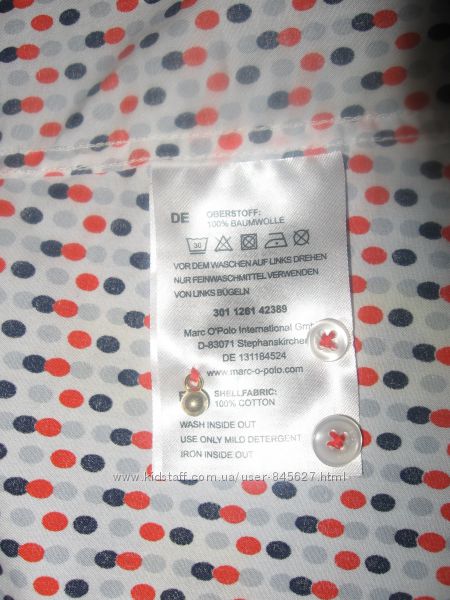 DE OBERSTOFF:
100% BAUMWOLLE
30
VOR DEM WASCHEN AUF LINKS DREHEN
NUR FEINWASCHMITTEL VERWENDEN
VON LINKS BÜGELN
301 1261 42389
Marc O'Polo International Gm
D-83071 Stephanskirchen
DE 131184524
www.marc-o-polo.com
SHELLFABRIC:
100% COTTON
WASH INSIDE OUT
USE ONLY MILD DETERGENT
IRON INSIDE OUT
www.kidstaff.com.ua/user-845627.html